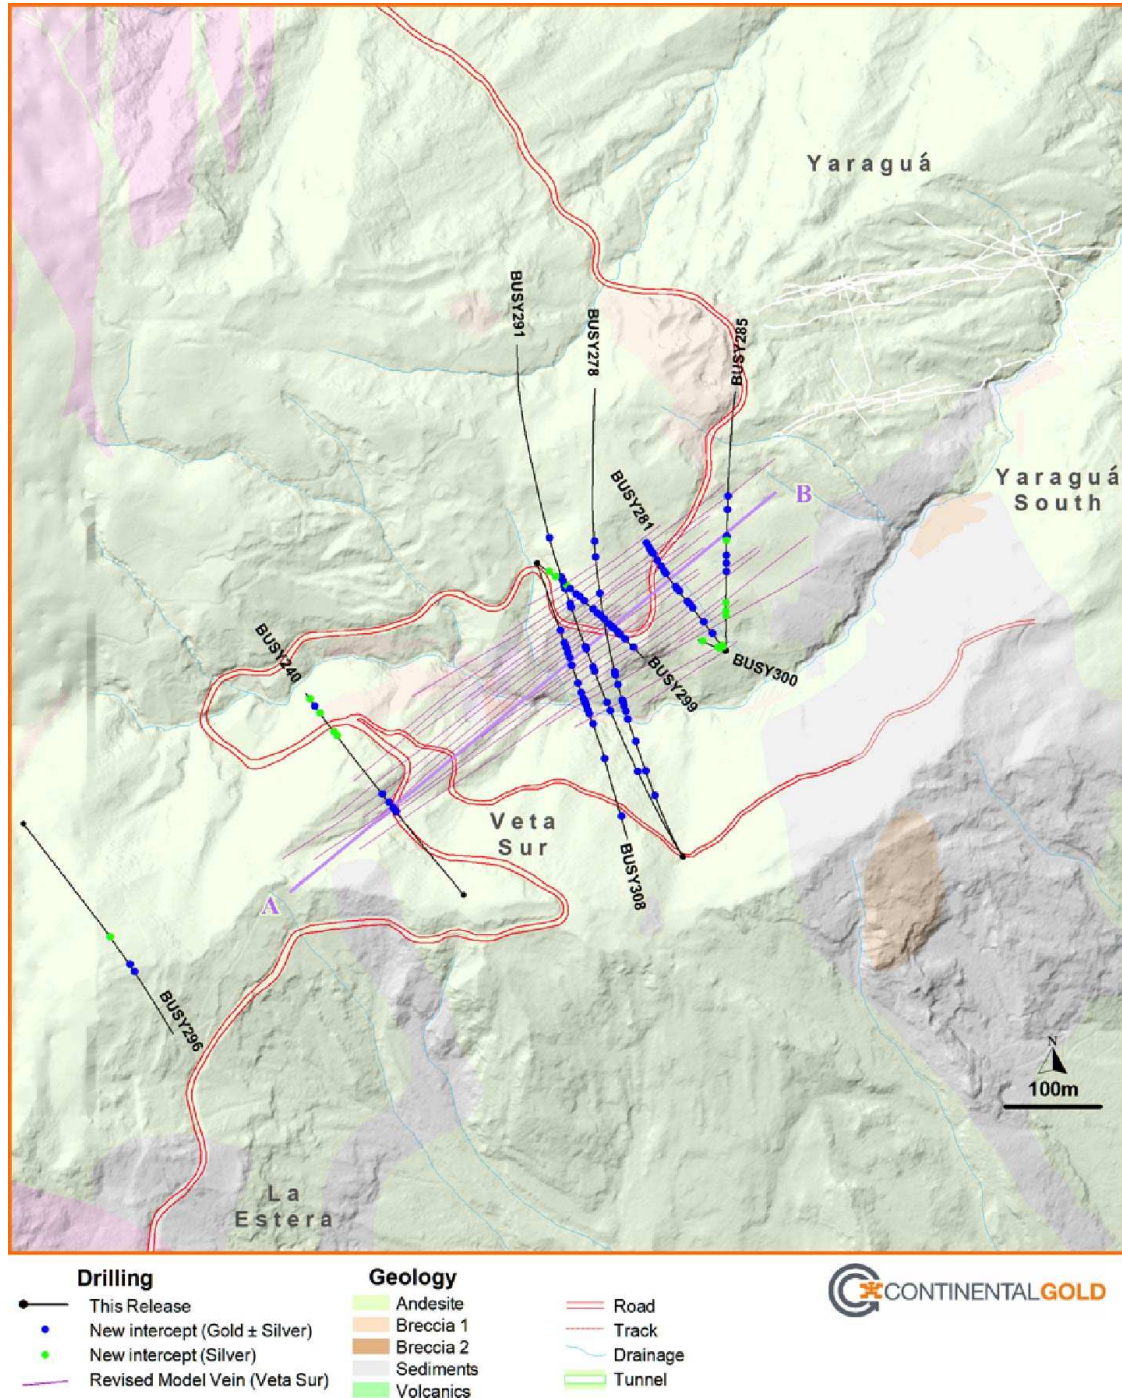 Yaraguá
BUSY291
BUSY278
BUSY285
Yaraguá
South
B
BUSY281
BUSY240
BUSY300
BUSY299
Veta
Sur
BUSY308
A
BUSY296
N
100m
La
Estera
Drilling
This Release
New intercept (Gold ± Silver)
New intercept (Silver)
Revised Model Vein (Veta Sur)
Geology
Andesite
Breccia 1
Breccia 2
Sediments
Volcanics
Road
Track
Drainage
Tunnel
CONTINENTALGOLD